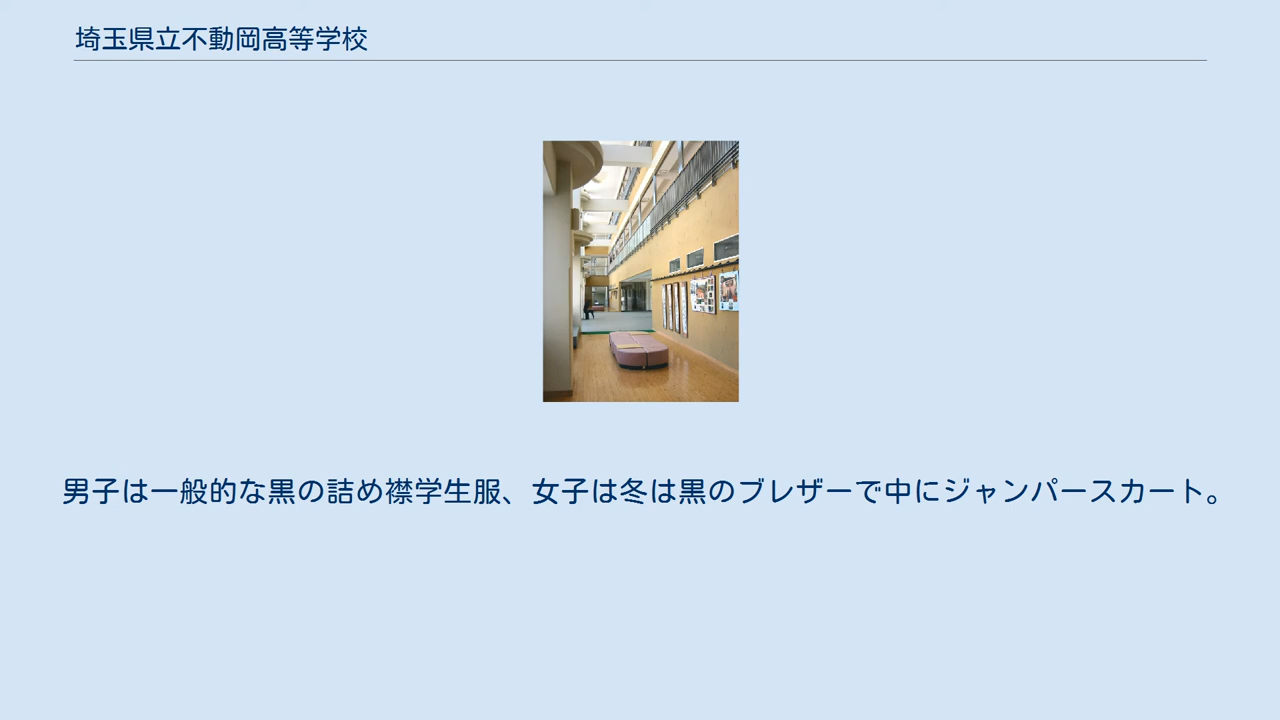 埼玉県立不動岡高等学校
男子は一般的な黒の詰め襟学生服、女子は冬は黒のブレザーで中にジャンパースカート。